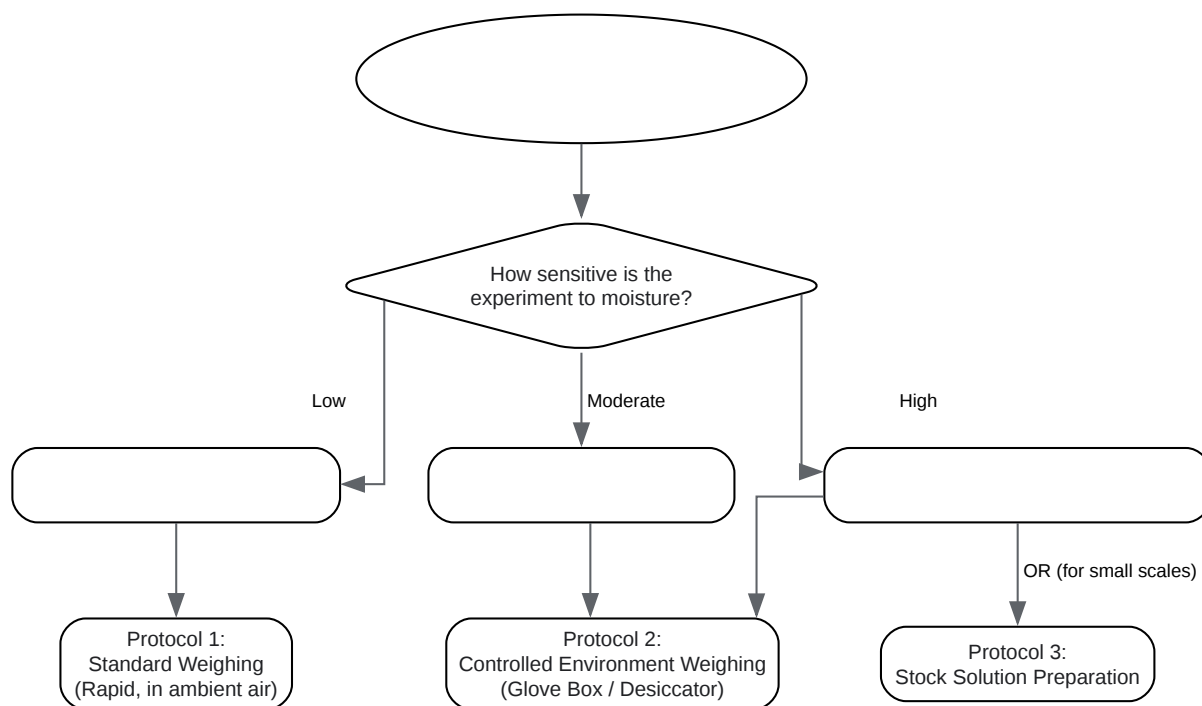 How sensitive is the
experiment to moisture?
Low
Moderate
High
OR (for small scales)
Protocol 1:
Standard Weighing
(Rapid, in ambient air)
Protocol 2:
Controlled Environment Weighing
(Glove Box / Desiccator)
Protocol 3:
Stock Solution Preparation